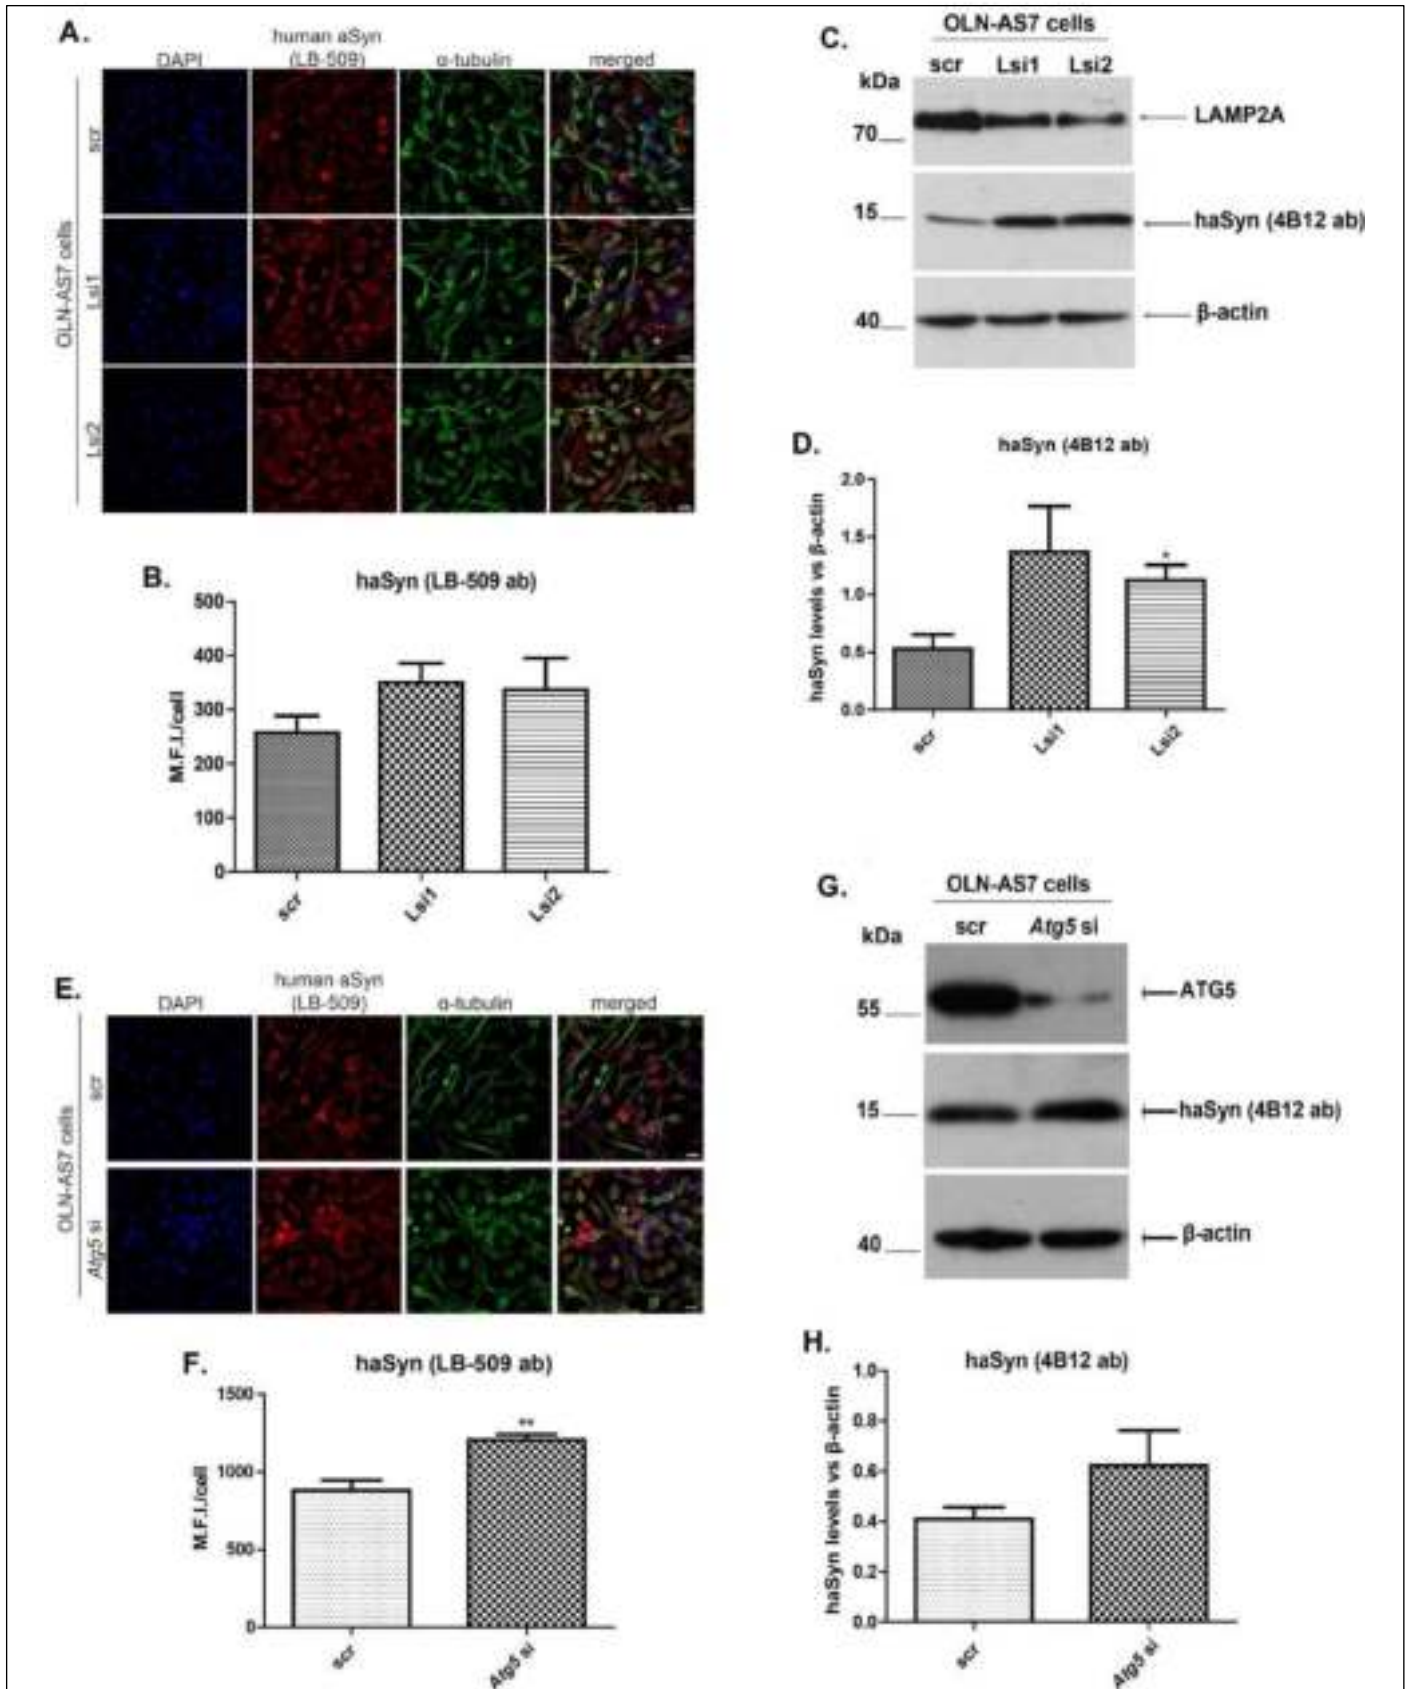 A.
human aSyn
DAPI (LB-509) α-tubulin merged
OLN-AS7 cells
scr
Lsi1
Lsi2
B.
haSyn (LB-509 ab)
M.F.I./cell
500
400
300
200
100
0
scr Lsi1 Lsi2
C.
OLN-AS7 cells
scr Lsi1 Lsi2
kDa
LAMP2A
70
15
haSyn (4B12 ab)
40
β-actin
D.
haSyn (4B12 ab)
haSyn levels vs β-actin
2.0
1.5
*
1.0
0.5
0.0
scr Lsi1 Lsi2
E.
human aSyn
DAPI (LB-509) α-tubulin merged
OLN-AS7 cells
scr
Atg5 si
F.
haSyn (LB-509 ab)
M.F.I./cell
1500
**
1000
500
0
scr Atg5 si
G.
OLN-AS7 cells
scr Atg5 si
kDa
ATG5
55
15
haSyn (4B12 ab)
40
β-actin
H.
haSyn (4B12 ab)
haSyn levels vs β-actin
1.0
0.8
0.6
0.4
0.2
0.0
scr Atg5 si